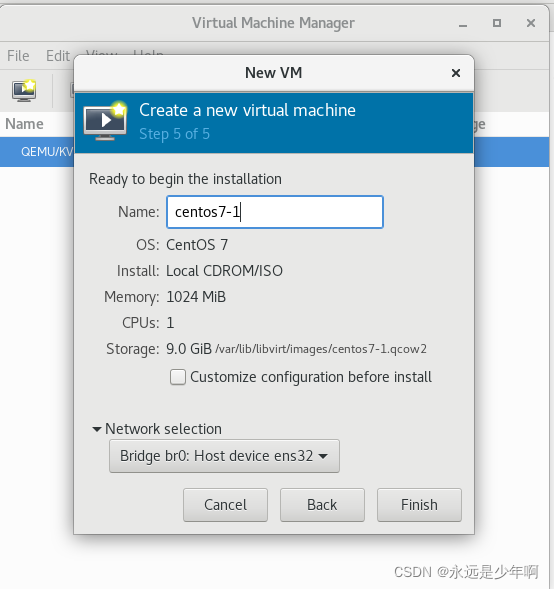 Virtual Machine Manager
File Edit View Help
New VM
Create a new virtual machine
Step 5 of 5
Name
QEMU/KV
Ready to begin the installation
Name: centos7-1
OS: CentOS 7
Install: Local CDROM/ISO
Memory: 1024 MiB
CPUs: 1
Storage: 9.0 GiB /var/lib/libvirt/images/centos7-1.qcow2
Customize configuration before install
Network selection
Bridge br0: Host device ens32
Cancel Back Finish
CSDN @永远是少年啊